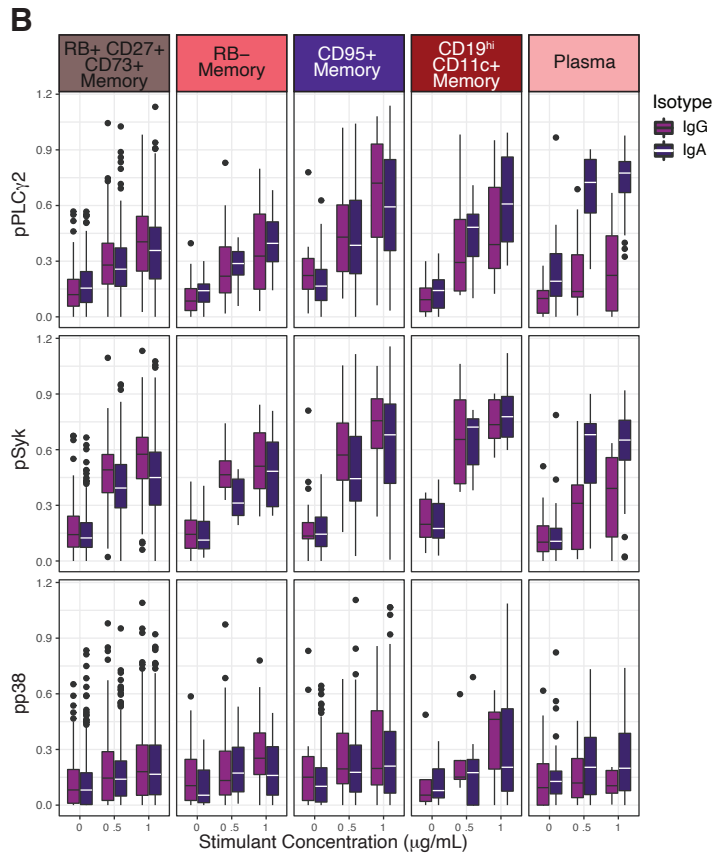 B
RB+ CD27+
CD73+
Memory
RB−
Memory
CD95+
Memory
CD19hi
CD11c+
Memory
Plasma
Isotype
IgG
IgA
pPLCγ2
1.2
0.9
0.6
0.3
0.0
pSyk
1.2
0.9
0.6
0.3
0.0
pp38
0.9
0.6
0.3
0.0
0 0.5 1
0 0.5 1
0 0.5 1
0 0.5 1
0 0.5 1
Stimulant Concentration (μg/mL)